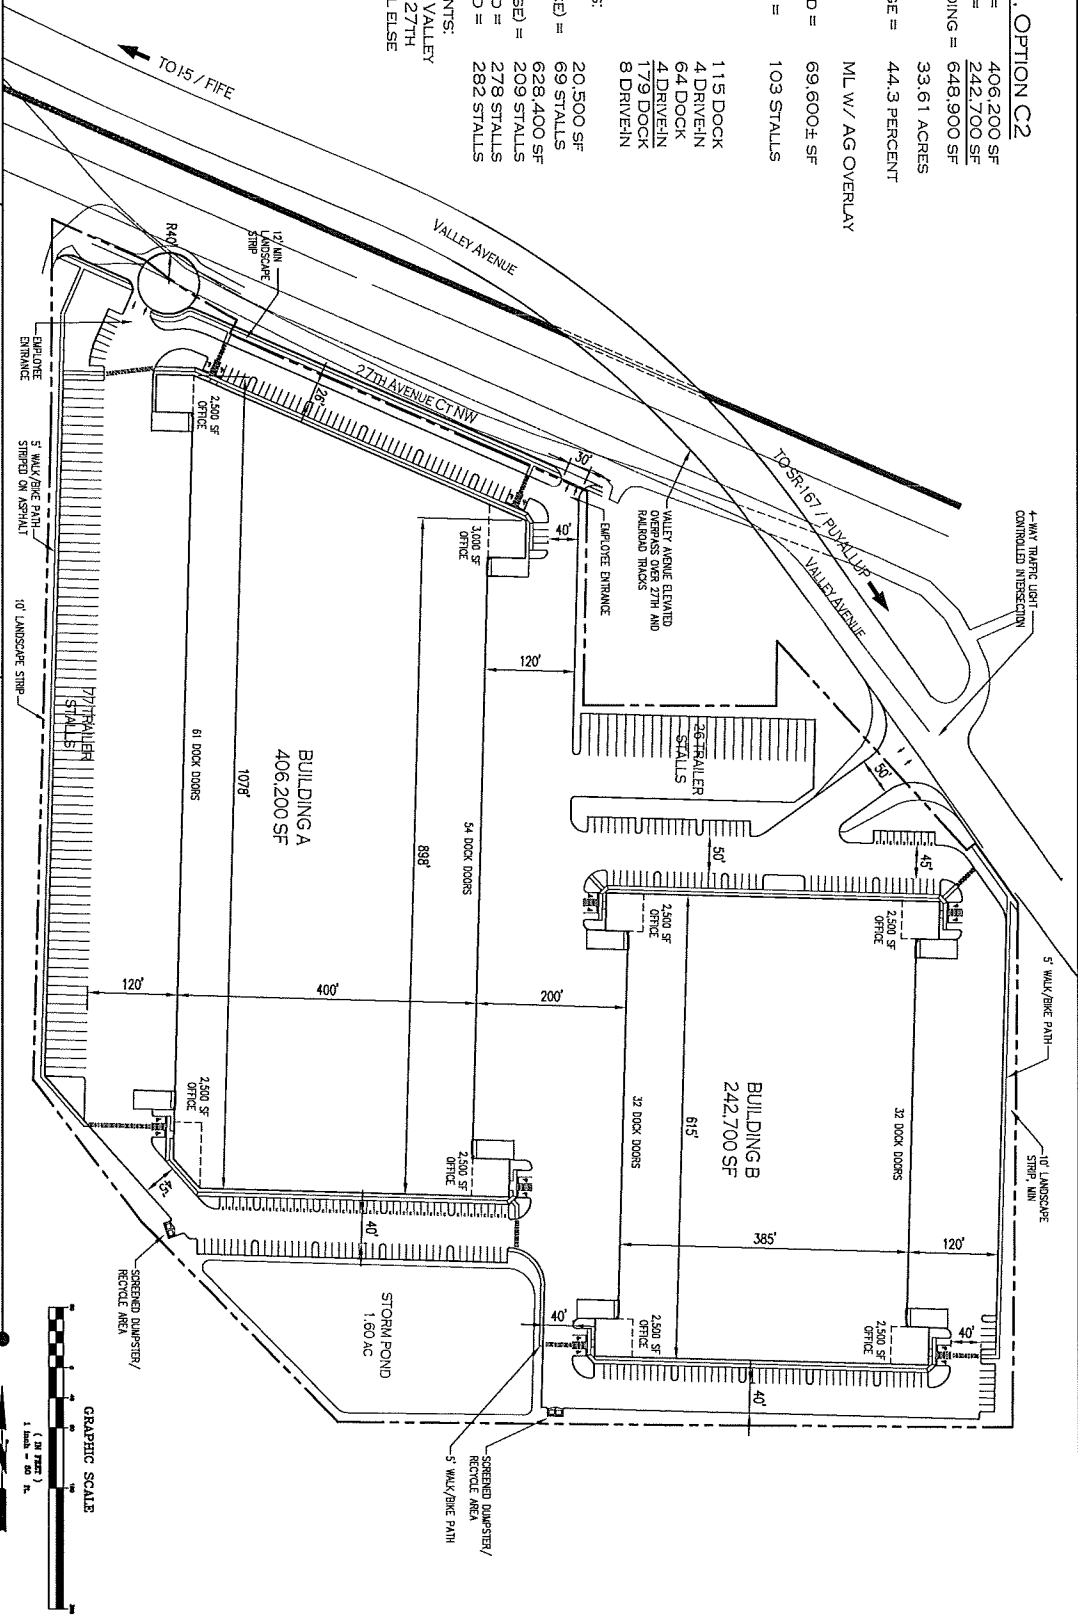 , OPTION C2
=
406,200 SF
=
242,700 SF
DING =
648,900 SF
33.61 ACRES
GE =
44.3 PERCENT
ML W/ AG OVERLAY
D =
69,600± SF
=
103 STALLS
115 DOCK
4 DRIVE-IN
64 DOCK
4 DRIVE-IN
179 DOCK
8 DRIVE-IN
S:
E) =
20,500 SF
69 STALLS
SE) =
628,400 SF
209 STALLS
D =
278 STALLS
D =
282 STALLS
NTS:
VALLEY
27TH
L ELSE
TO I-5 / FIFE
VALLEY AVENUE
TO SR-167 / PUYALLUP
VALLEY AVENUE
4-WAY TRAFFIC LIGHT
CONTROLLED INTERSECTION
VALLEY AVENUE ELEVATED
OVERPASS OVER 27TH AND
RAILROAD TRACKS
27TH AVENUE CT NW
R40'
12' MIN
LANDSCAPE
STRIP
26'
30'
EMPLOYEE ENTRANCE
40'
EMPLOYEE
ENTRANCE
5' WALK/BIKE PATH
STRIPED ON ASPHALT
10' LANDSCAPE STRIP
77 TRAILER
STALLS
2,500 SF
OFFICE
3,000 SF
OFFICE
120'
61 DOCK DOORS
1078'
BUILDING A
406,200 SF
898'
54 DOCK DOORS
26 TRAILER
STALLS
50'
50'
45'
2,500 SF
OFFICE
2,500 SF
OFFICE
5' WALK/BIKE PATH
10' LANDSCAPE
STRIP, MIN
120'
400'
200'
32 DOCK DOORS
615'
BUILDING B
242,700 SF
32 DOCK DOORS
2,500 SF
OFFICE
2,500 SF
OFFICE
45'
40'
385'
120'
STORM POND
1.60 AC
40'
2,500 SF
OFFICE
2,500 SF
OFFICE
40'
40'
SCREENED DUMPSTER/
RECYCLE AREA
SCREENED DUMPSTER/
RECYCLE AREA
5' WALK/BIKE PATH
GRAPHIC SCALE
( IN FEET )
1 inch = 80 ft.